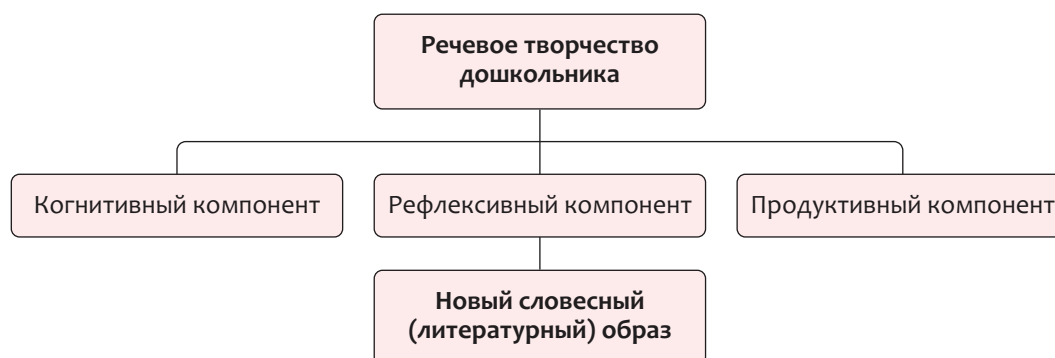 Речевое творчество
дошкольника
Когнитивный компонент
Рефлексивный компонент
Продуктивный компонент
Новый словесный
(литературный) образ